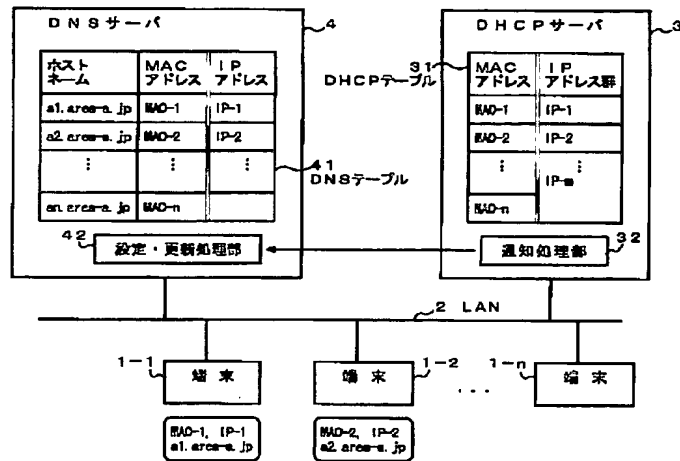 DNSサーバ
4
DHCPサーバ
3
ホスト
ネーム
MAC
アドレス
IP
アドレス
a1.area-a.jp
MAC-1
IP-1
a2.area-a.jp
MAC-2
IP-2
⋮
⋮
⋮
an.area-a.jp
MAC-n
41
DNSテーブル
31
DHCPテーブル
MAC
アドレス
IP
アドレス群
MAC-1
IP-1
MAC-2
IP-2
⋮
⋮
IP-m
MAC-n
42
設定・更新処理部
通知処理部
32
2 LAN
1-1
端末
端末
1-2
...
1-n
端末
MAC-1, IP-1
a1.area-a.jp
MAC-2, IP-2
a2.area-a.jp